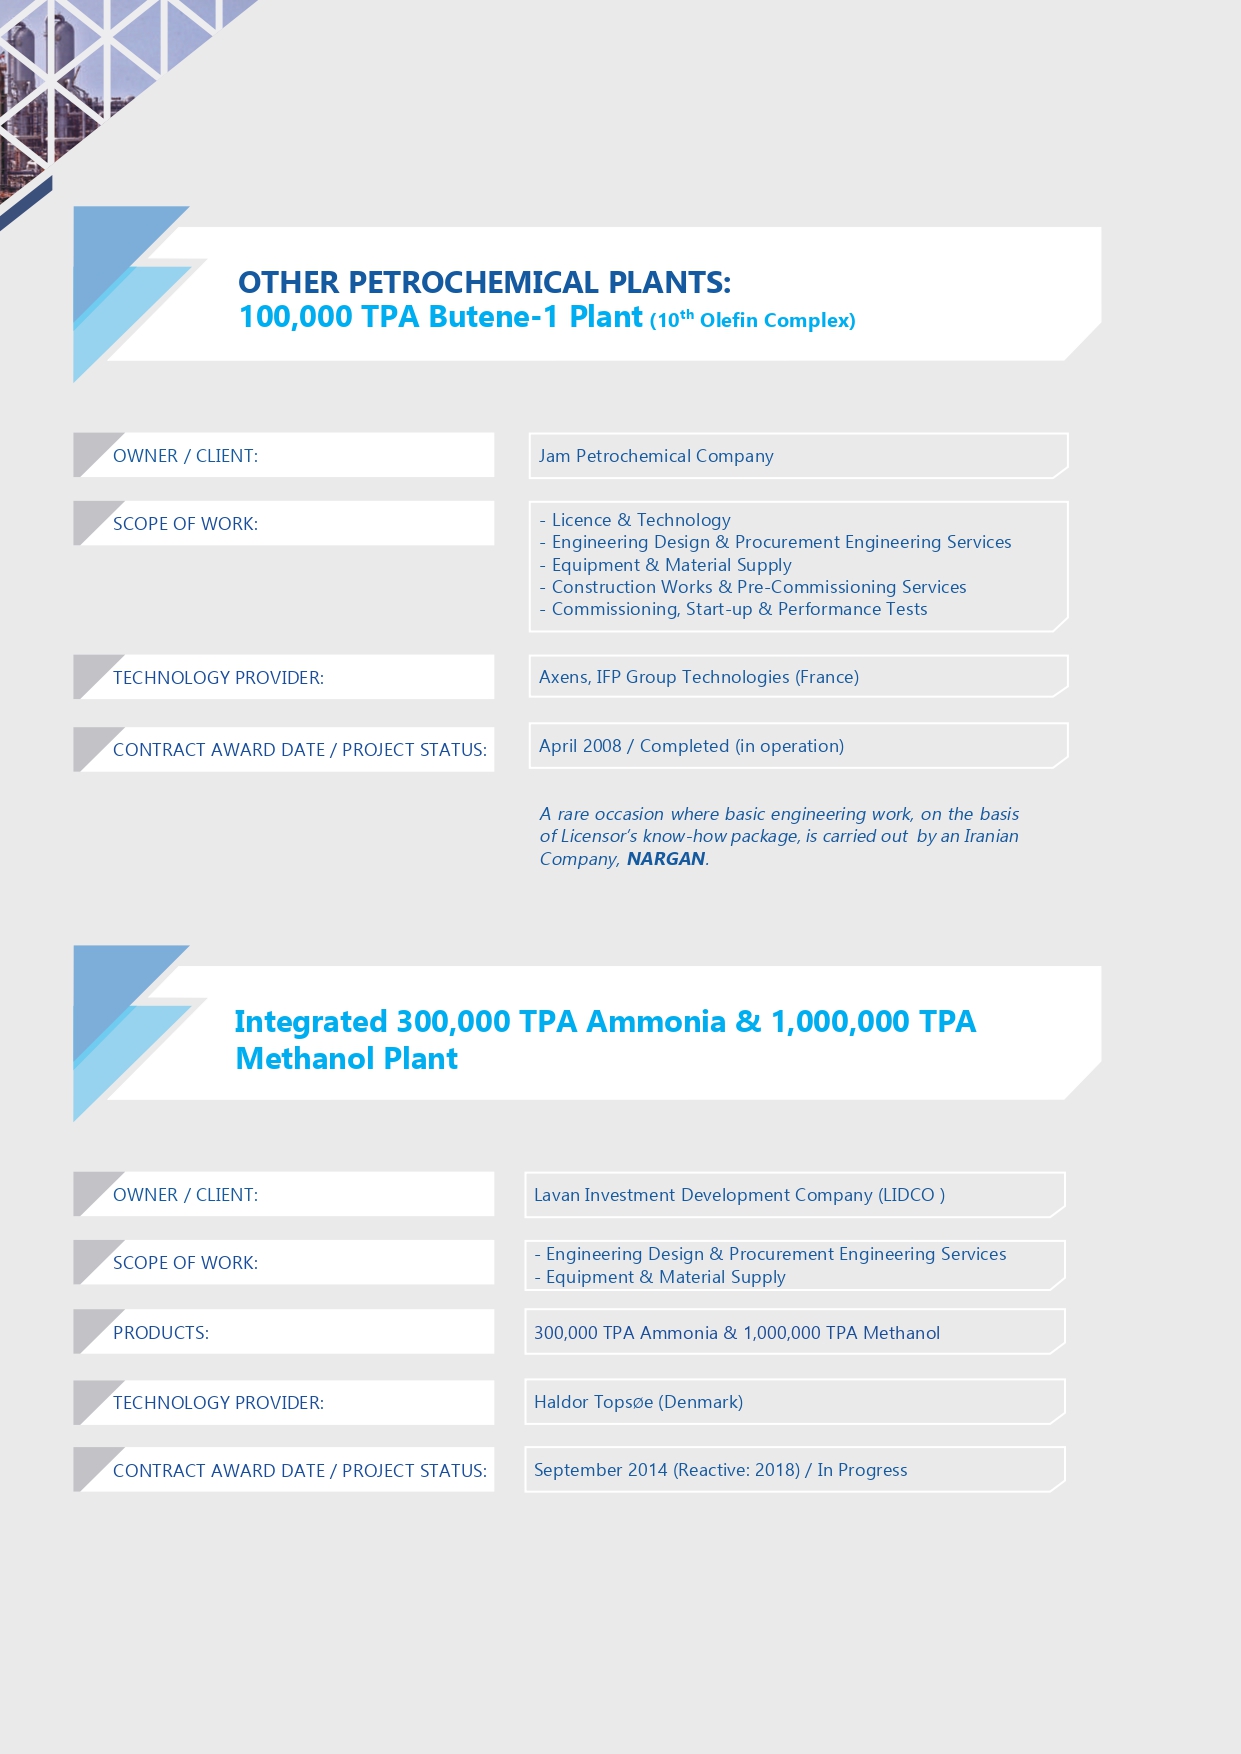 OTHER PETROCHEMICAL PLANTS:
100,000 TPA Butene-1 Plant (10th Olefin Complex)
OWNER / CLIENT:
Jam Petrochemical Company
SCOPE OF WORK:
- Licence & Technology
- Engineering Design & Procurement Engineering Services
- Equipment & Material Supply
- Construction Works & Pre-Commissioning Services
- Commissioning, Start-up & Performance Tests
TECHNOLOGY PROVIDER:
Axens, IFP Group Technologies (France)
CONTRACT AWARD DATE / PROJECT STATUS:
April 2008 / Completed (in operation)
A rare occasion where basic engineering work, on the basis
of Licensor’s know-how package, is carried out by an Iranian
Company, NARGAN.
Integrated 300,000 TPA Ammonia & 1,000,000 TPA
Methanol Plant
OWNER / CLIENT:
Lavan Investment Development Company (LIDCO )
SCOPE OF WORK:
- Engineering Design & Procurement Engineering Services
- Equipment & Material Supply
PRODUCTS:
300,000 TPA Ammonia & 1,000,000 TPA Methanol
TECHNOLOGY PROVIDER:
Haldor TopsØe (Denmark)
CONTRACT AWARD DATE / PROJECT STATUS:
September 2014 (Reactive: 2018) / In Progress